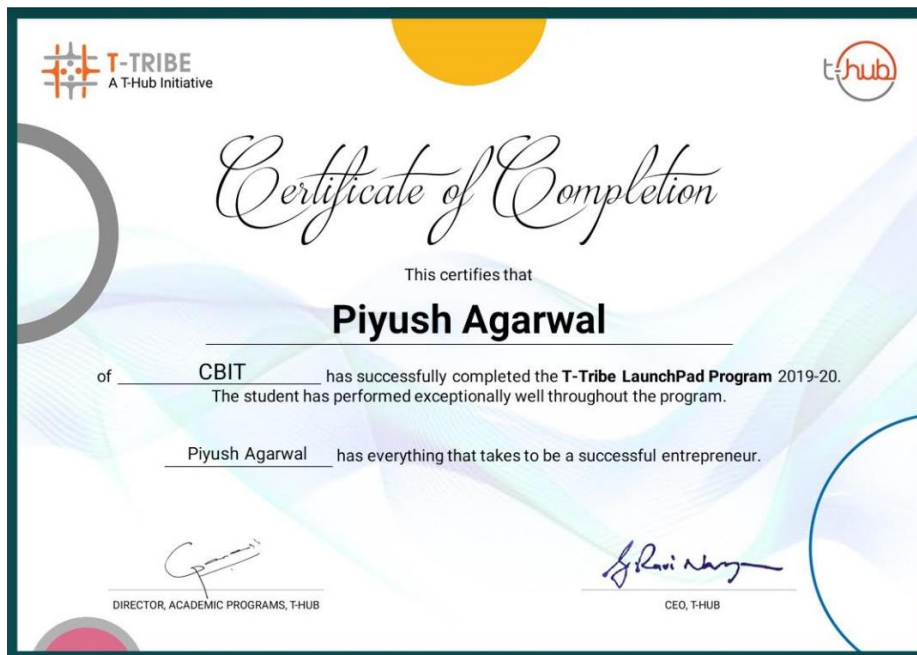 T-TRIBE
A T-Hub Initiative
t-hub
Certificate of Completion
This certifies that
Piyush Agarwal
of CBIT has successfully completed the T-Tribe LaunchPad Program 2019-20.
The student has performed exceptionally well throughout the program.
Piyush Agarwal has everything that takes to be a successful entrepreneur.
DIRECTOR, ACADEMIC PROGRAMS, T-HUB
CEO, T-HUB